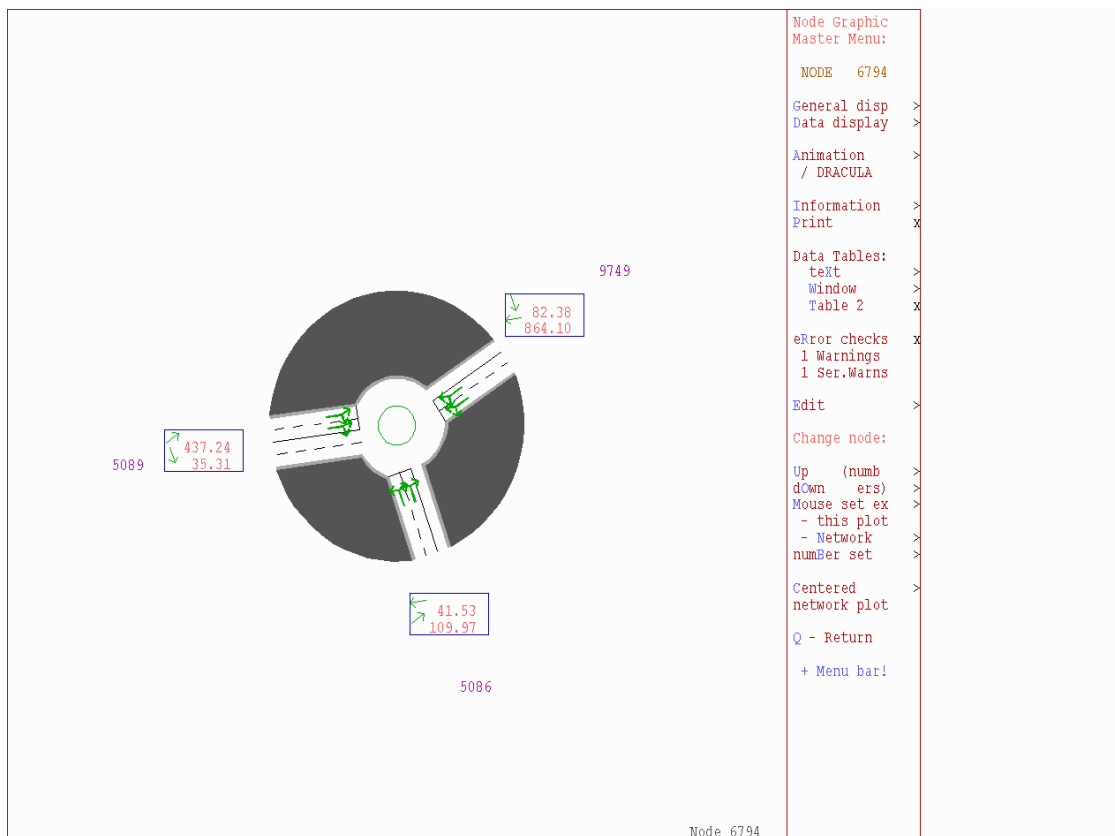 Node Graphic
Master Menu:
NODE 6794
General disp >
Data display >
Animation >
/ DRACULA
Information >
Print x
Data Tables:
teXt >
Window >
Table 2 x
eRror checks x
1 Warnings
1 Ser.Warns
Edit >
Change node:
Up (numb >
dOwn ers) >
Mouse set ex >
- this plot
- Network >
numBer set >
Centered >
network plot
Q - Return
+ Menu bar!
9749
82.38
864.10
5089
437.24
35.31
41.53
109.97
5086
Node 6794